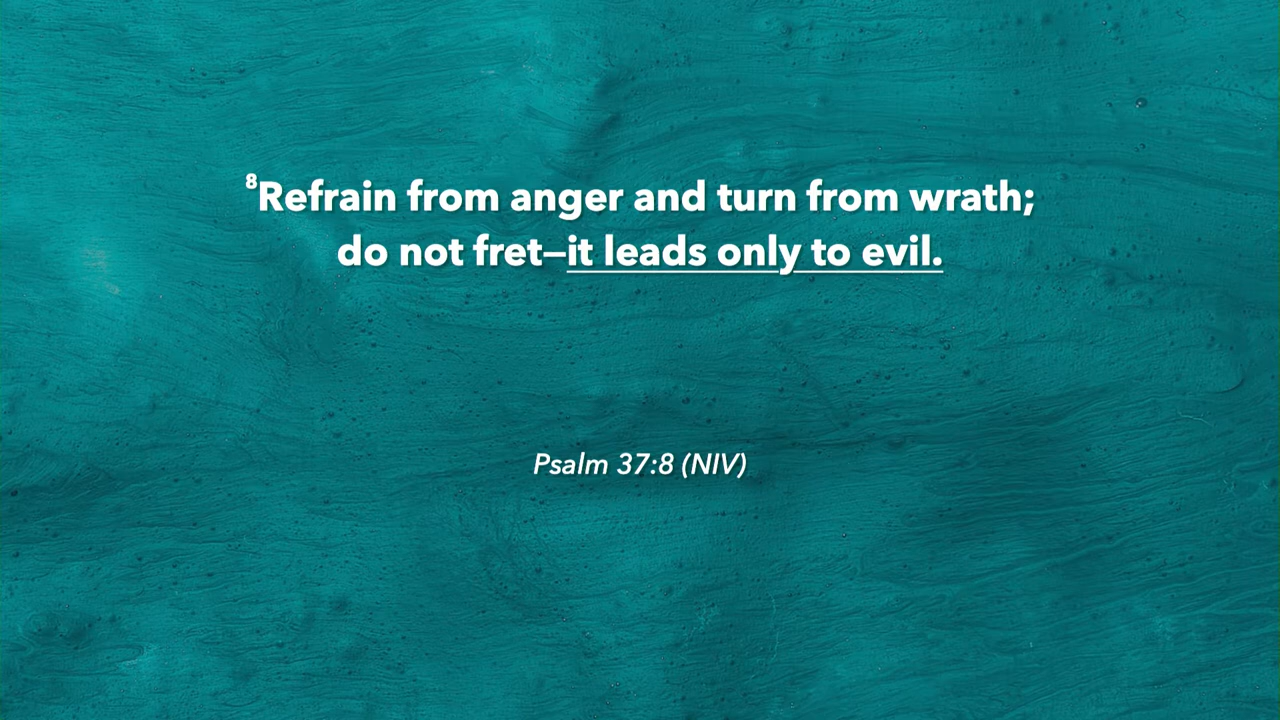 ⁸Refrain from anger and turn from wrath;
do not fret—it leads only to evil.
Psalm 37:8 (NIV)